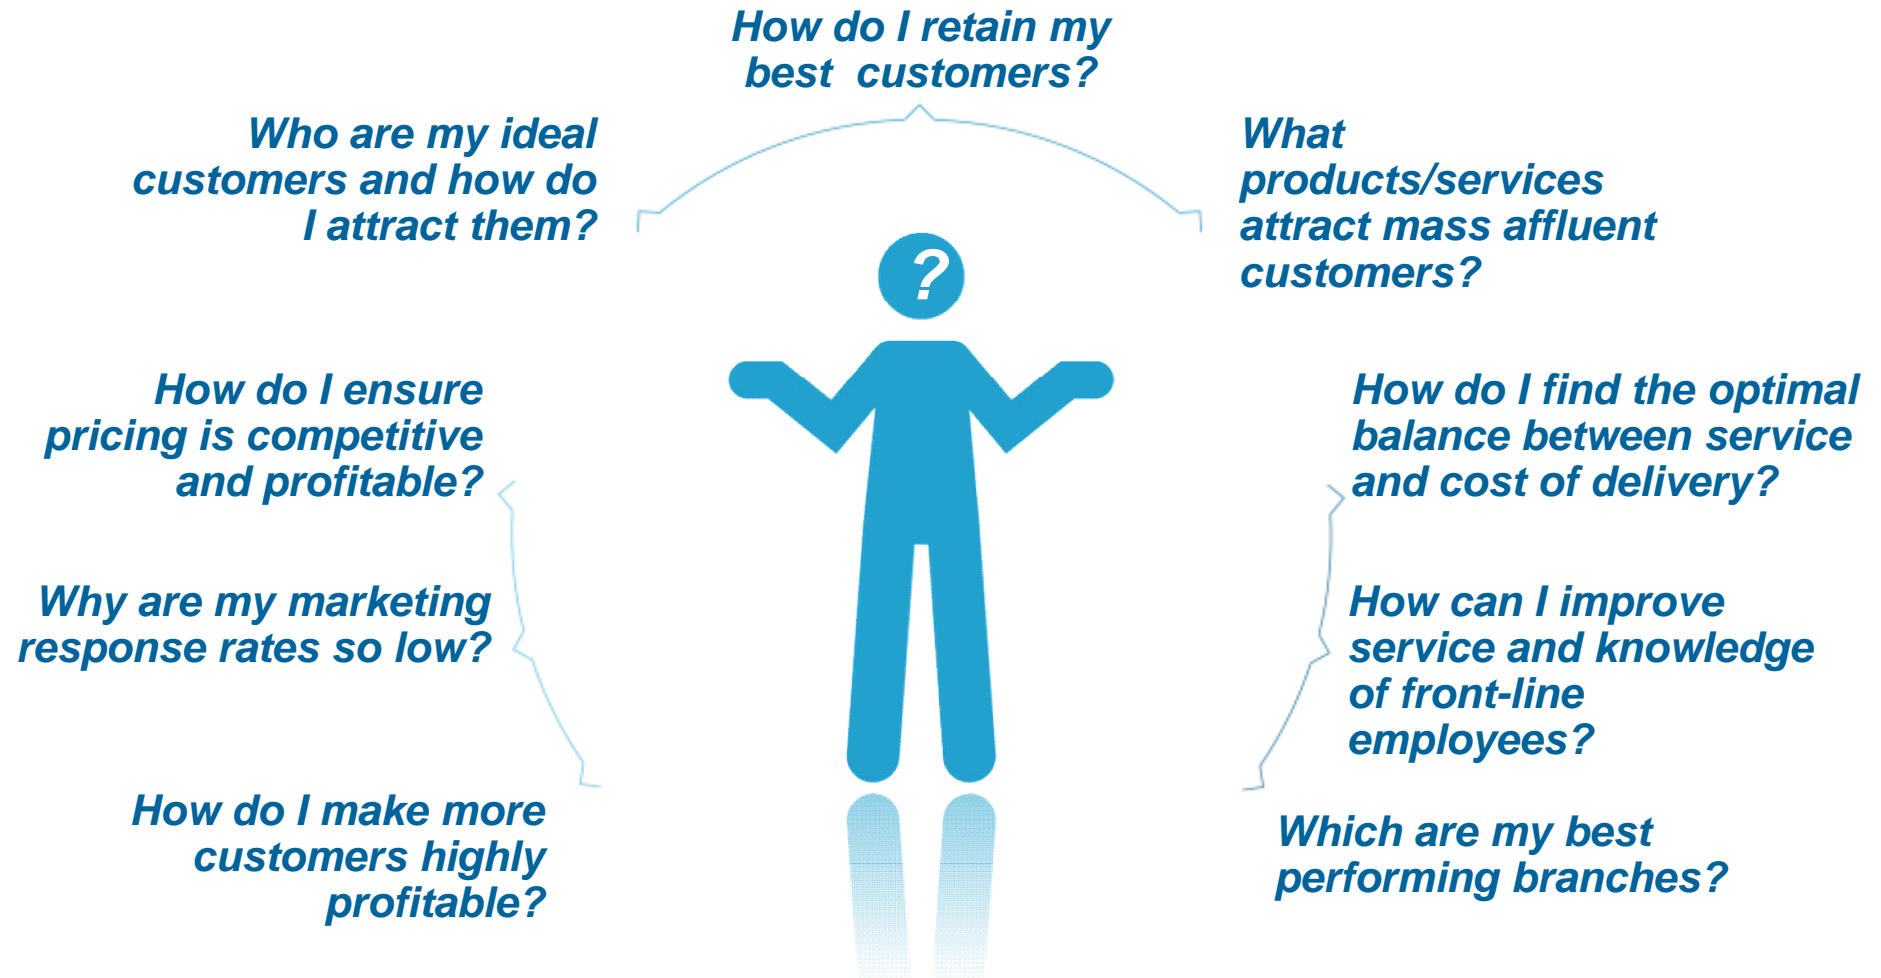 How do I retain my
best customers?
Who are my ideal
customers and how do
I attract them?
What
products/services
attract mass affluent
customers?
?
How do I ensure
pricing is competitive
and profitable?
How do I find the optimal
balance between service
and cost of delivery?
Why are my marketing
response rates so low?
How can I improve
service and knowledge
of front-line
employees?
How do I make more
customers highly
profitable?
Which are my best
performing branches?